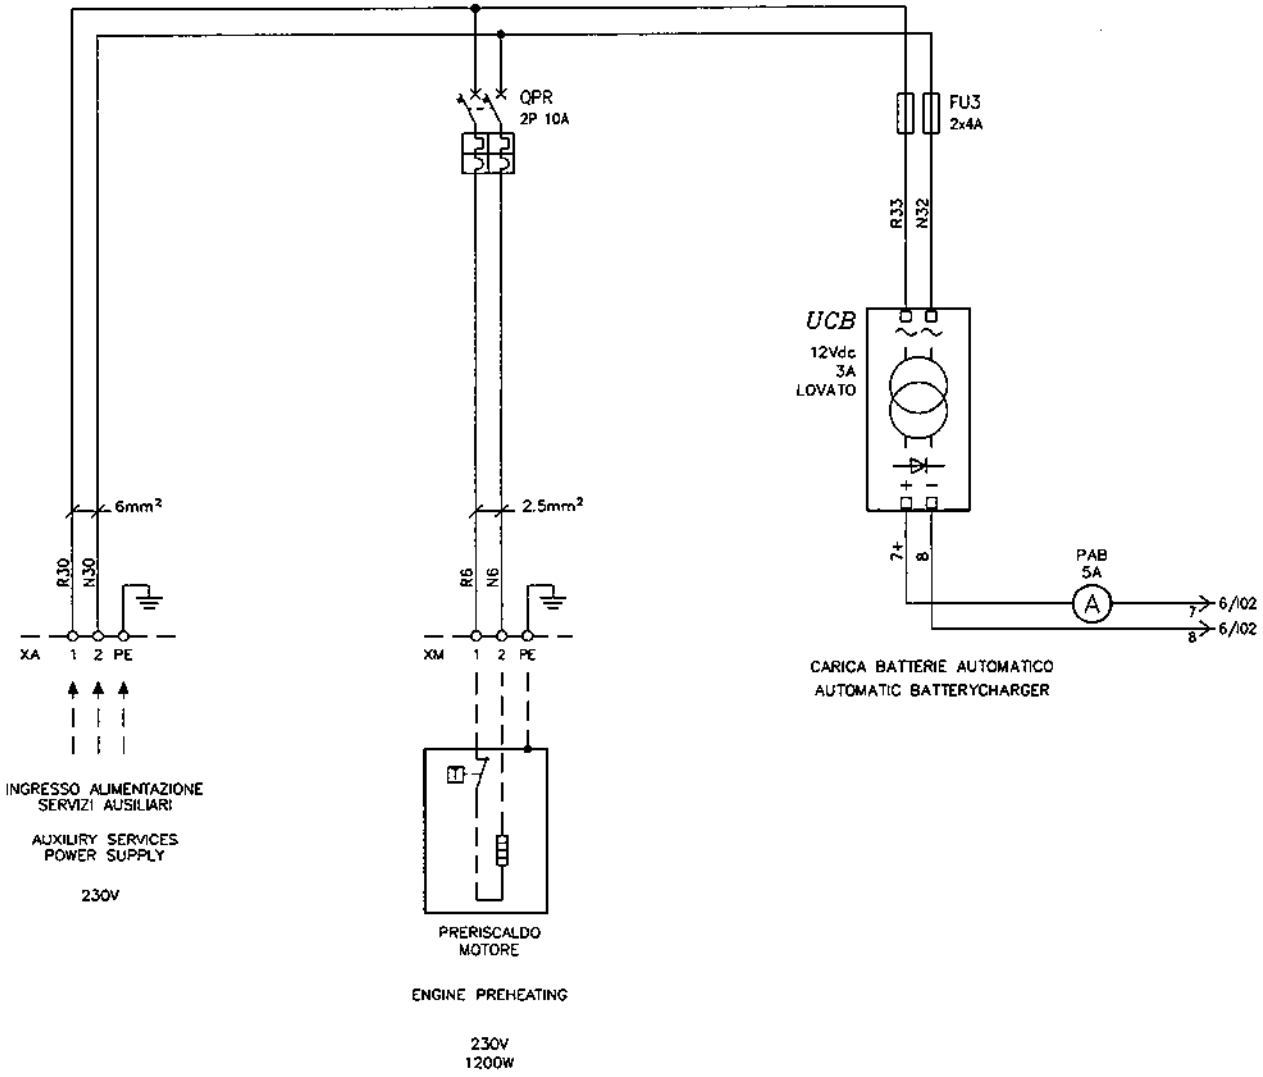 QPR
2P 10A
FU3
2x4A
R33
N32
UCB
12Vdc
3A
LOVATO
+ −
6mm²
2.5mm²
R30
N30
R6
N6
7+
8
PAB
5A
A
7
6/I02
8
6/I02
XA 1 2 PE
XM 1 2 PE
CARICA BATTERIE AUTOMATICO
AUTOMATIC BATTERYCHARGER
T
INGRESSO ALIMENTAZIONE
SERVIZI AUSILIARI
AUXILIRY SERVICES
POWER SUPPLY
230V
PRERISCALDO
MOTORE
ENGINE PREHEATING
230V
1200W